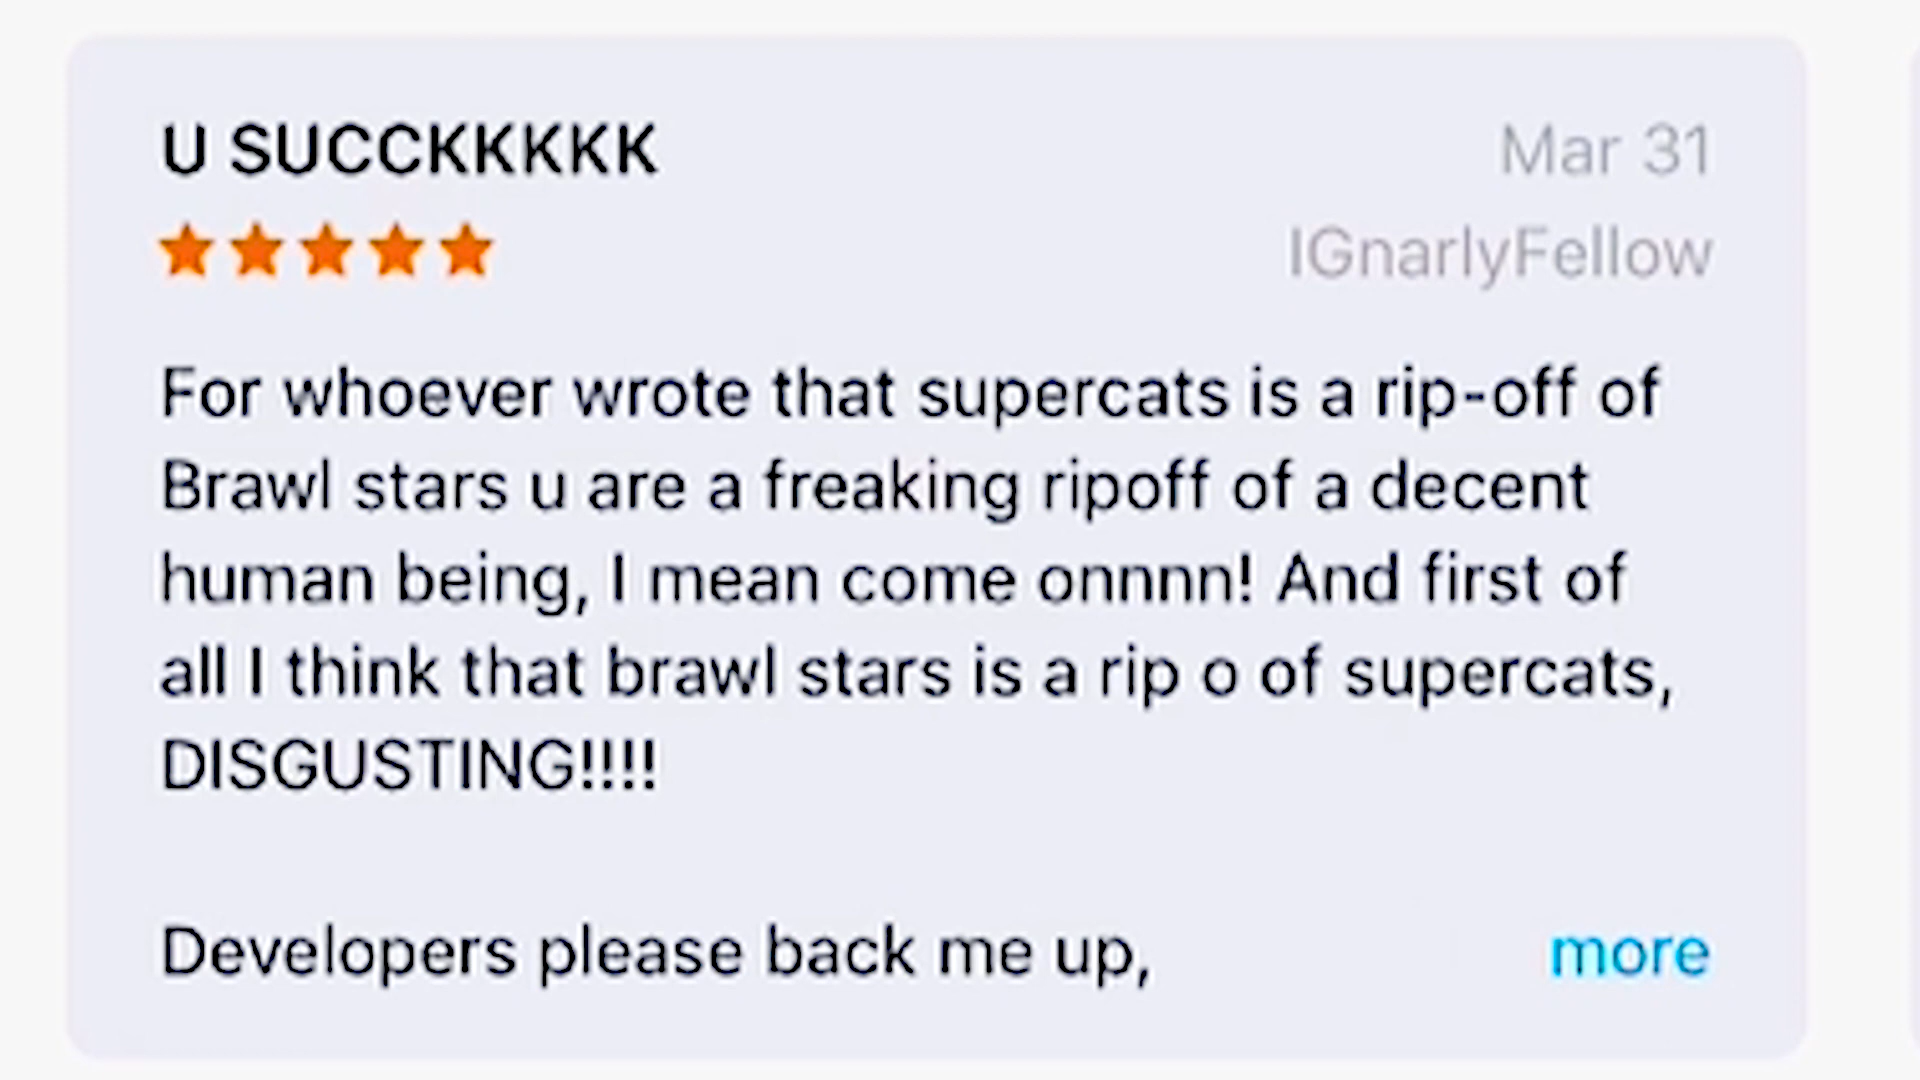 U SUCCKKKKK
Mar 31
IGnarlyFellow
For whoever wrote that supercats is a rip-off of
Brawl stars u are a freaking ripoff of a decent
human being, I mean come onnnn! And first of
all I think that brawl stars is a rip o of supercats,
DISGUSTING!!!!
Developers please back me up,
more